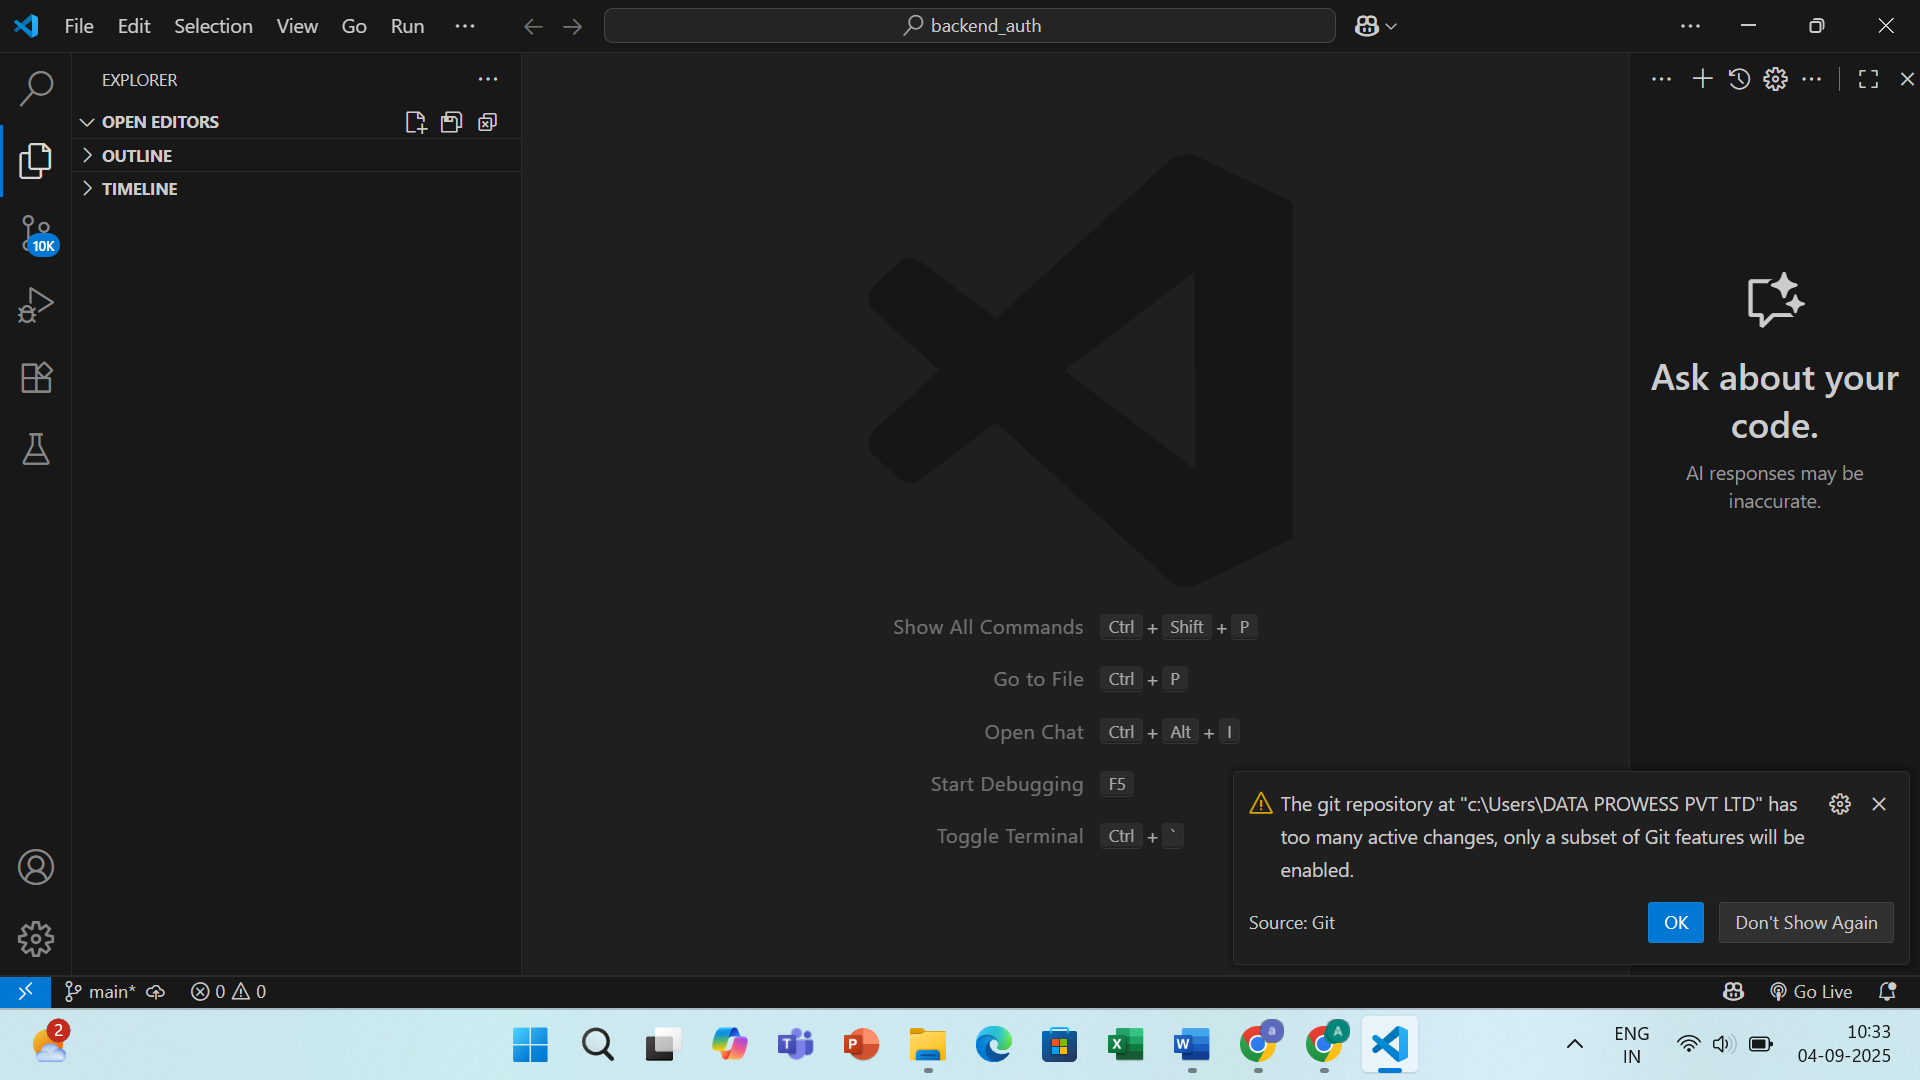 File Edit Selection View Go Run
backend_auth
EXPLORER
OPEN EDITORS
OUTLINE
TIMELINE
10K
Ask about your
code.
AI responses may be
inaccurate.
Show All Commands Ctrl + Shift + P
Go to File Ctrl + P
Open Chat Ctrl + Alt + I
Start Debugging F5
Toggle Terminal Ctrl + `
The git repository at "c:\Users\DATA PROWESS PVT LTD" has
too many active changes, only a subset of Git features will be
enabled.
Source: Git
OK Don't Show Again
main* 0 0
Go Live
2
T
P
X
W
a
A
ENG
IN
10:33
04-09-2025